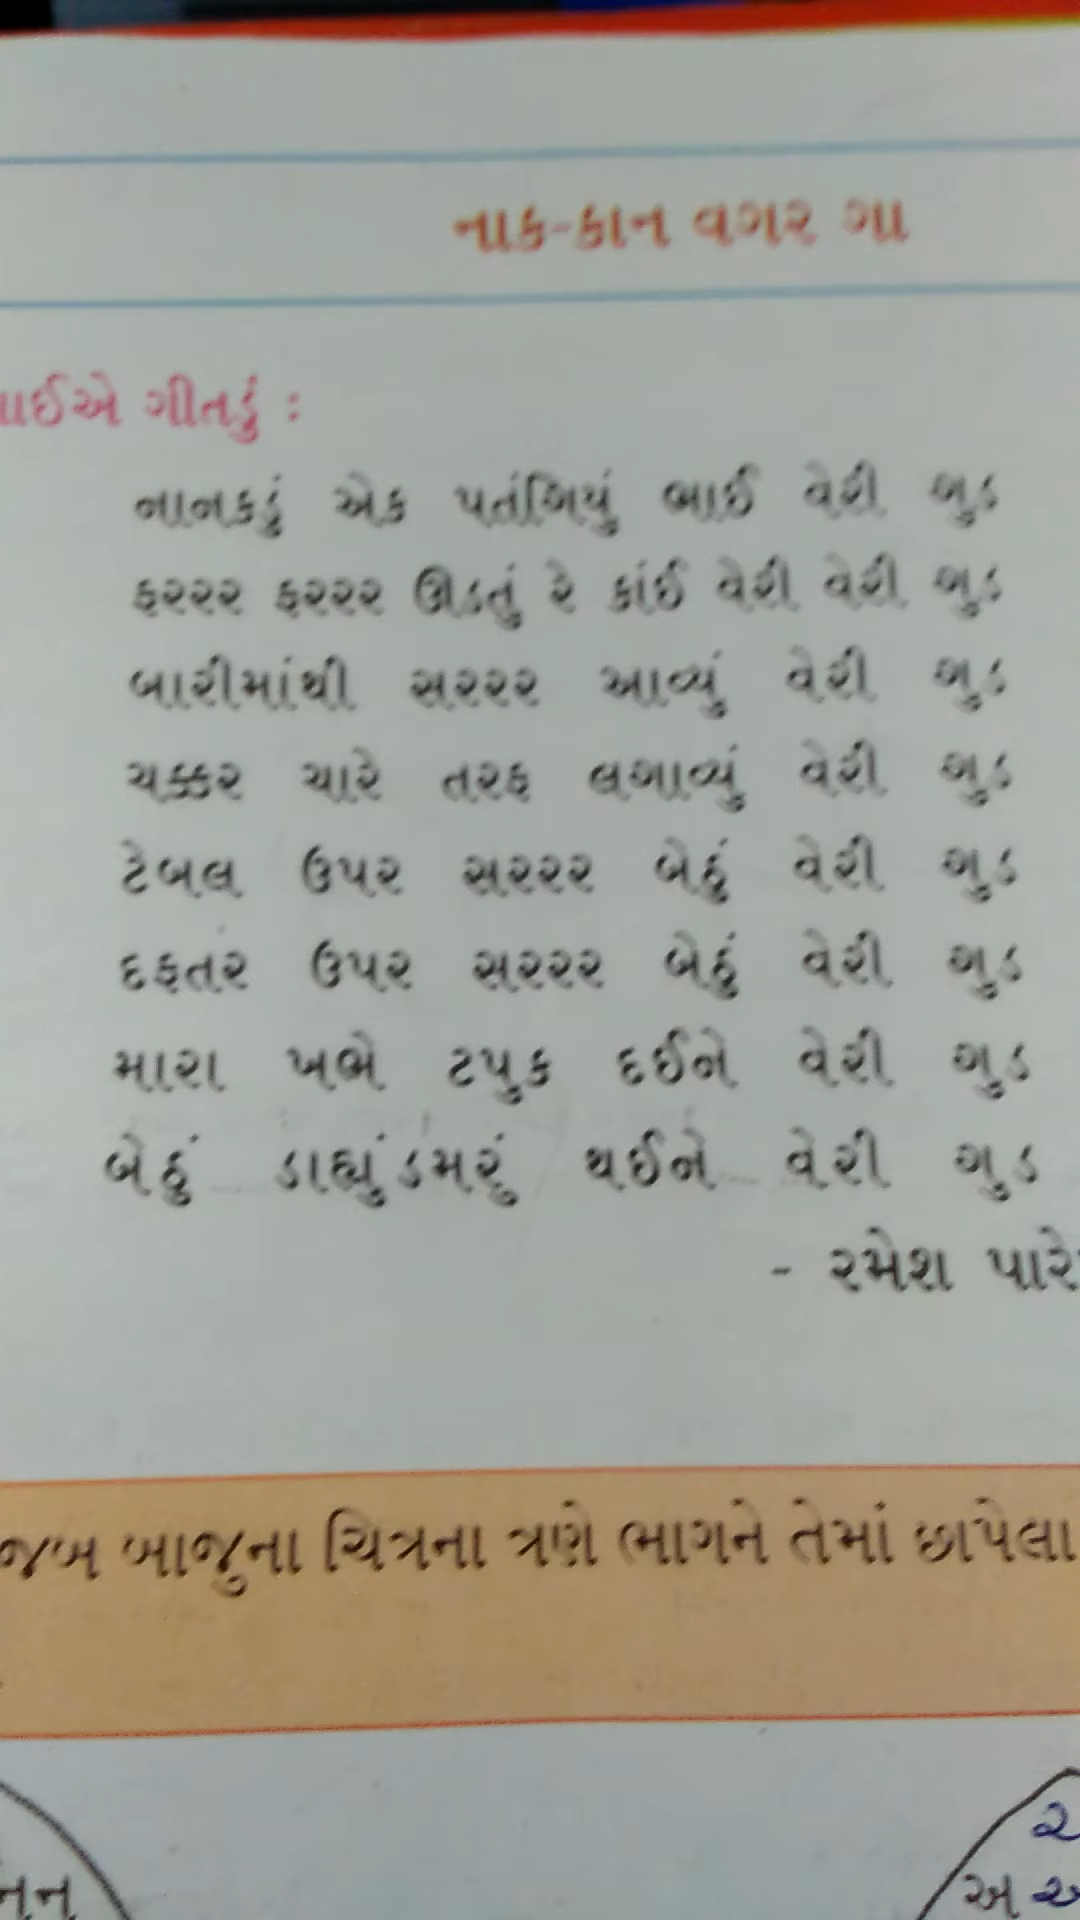 નાક-કાન વગર ગા
ગીતડું :
નાનકડું એક પતંબિયું ભાઈ વેરી ગુડ
ફરરર ફરરર ઊડતું રે કાંઈ વેરી વેરી ગુડ
બારીમાંથી સરરર આવ્યું વેરી ગુડ
ચક્કર ચારે તરફ લગાવ્યું વેરી ગુડ
ટેબલ ઉપર સરરર બેઠું વેરી ગુડ
દફતર ઉપર સરરર બેઠું વેરી ગુડ
મારા ખભે ટપુક દઈને વેરી ગુડ
બેઠું ડાહ્યુંડમરું થઈને વેરી ગુડ
- રમેશ પારે
બાજુના ચિત્રના ત્રણે ભાગને તેમાં છાપેલા